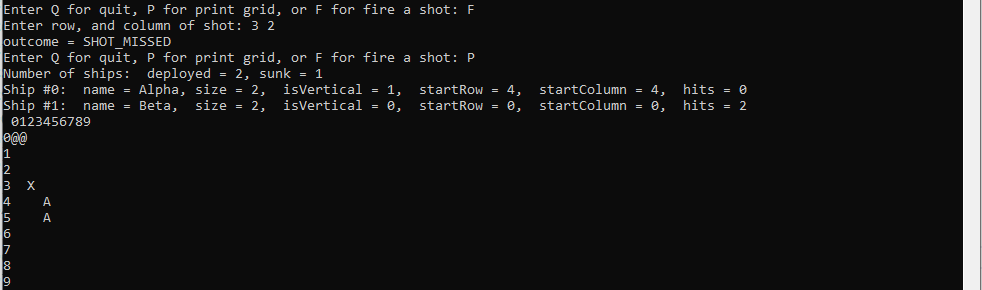 Enter Q for quit, P for print grid, or F for fire a shot: F
Enter row, and column of shot: 3 2
outcome = SHOT_MISSED
Enter Q for quit, P for print grid, or F for fire a shot: P
Number of ships:  deployed = 2, sunk = 1
Ship #0:  name = Alpha, size = 2,  isVertical = 1,  startRow = 4,  startColumn = 4,  hits = 0
Ship #1:  name = Beta,  size = 2,  isVertical = 0,  startRow = 0,  startColumn = 0,  hits = 2
 0123456789
0@@
1
2
3  X
4    A
5    A
6
7
8
9